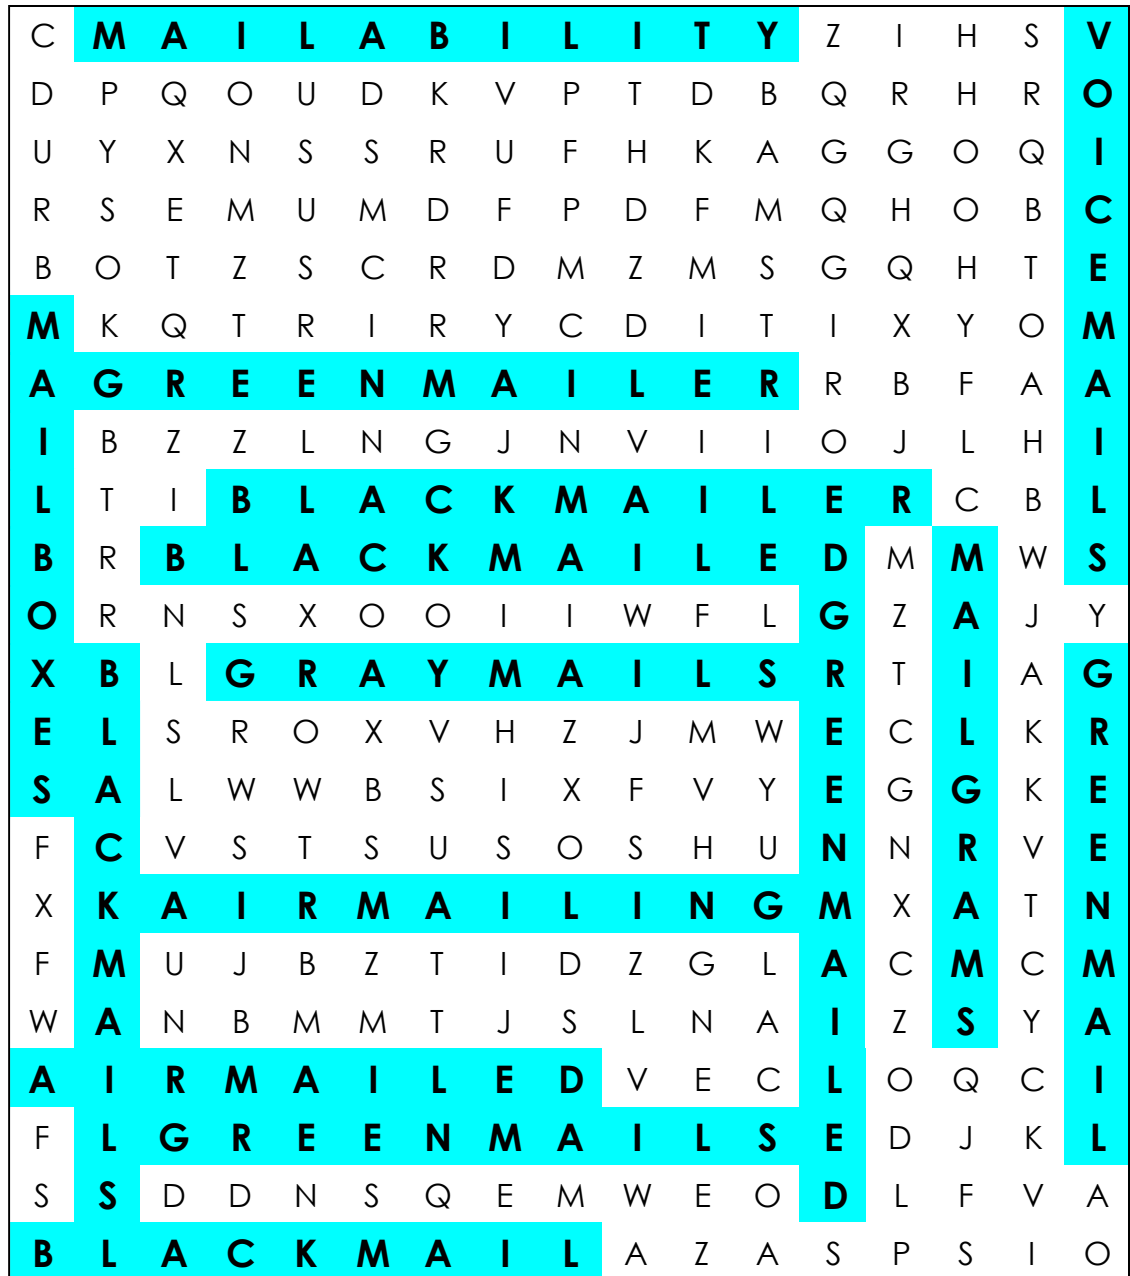 C M A I L A B I L I T Y Z I H S V
D P Q O U D K V P T D B Q R H R O
U Y X N S S R U F H K A G G O Q I
R S E M U M D F P D F M Q H O B C
B O T Z S C R D M Z M S G Q H T E
M K Q T R I R Y C D I T I X Y O M
A G R E E N M A I L E R R B F A A
I B Z Z L N G J N V I I O J L H I
L T I B L A C K M A I L E R C B L
B R B L A C K M A I L E D M M W S
O R N S X O O I I W F L G Z A J Y
X B L G R A Y M A I L S R T I A G
E L S R O X V H Z J M W E C L K R
S A L W W B S I X F V Y E G G K E
F C V S T S U S O S H U N N R V E
X K A I R M A I L I N G M X A T N
F M U J B Z T I D Z G L A C M C M
W A N B M M T J S L N A I Z S Y A
A I R M A I L E D V E C L O Q C I
F L G R E E N M A I L S E D J K L
S S D D N S Q E M W E O D L F V A
B L A C K M A I L A Z A S P S I O